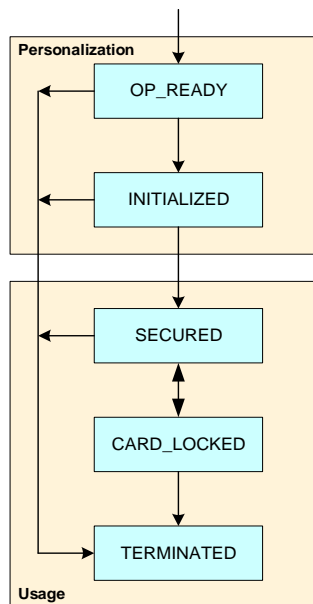 Personalization
OP_READY
INITIALIZED
SECURED
CARD_LOCKED
TERMINATED
Usage